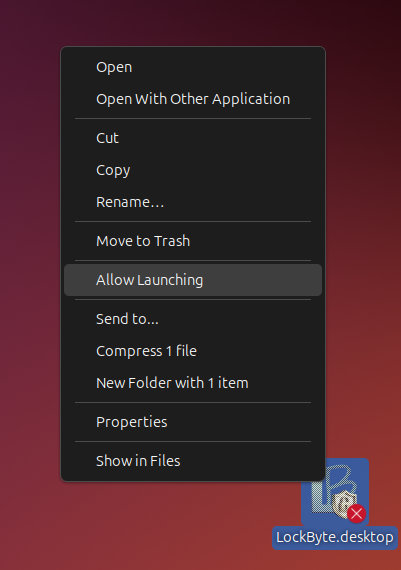 Open
Open With Other Application
Cut
Copy
Rename…
Move to Trash
Allow Launching
Send to...
Compress 1 file
New Folder with 1 item
Properties
Show in Files
LockByte.desktop